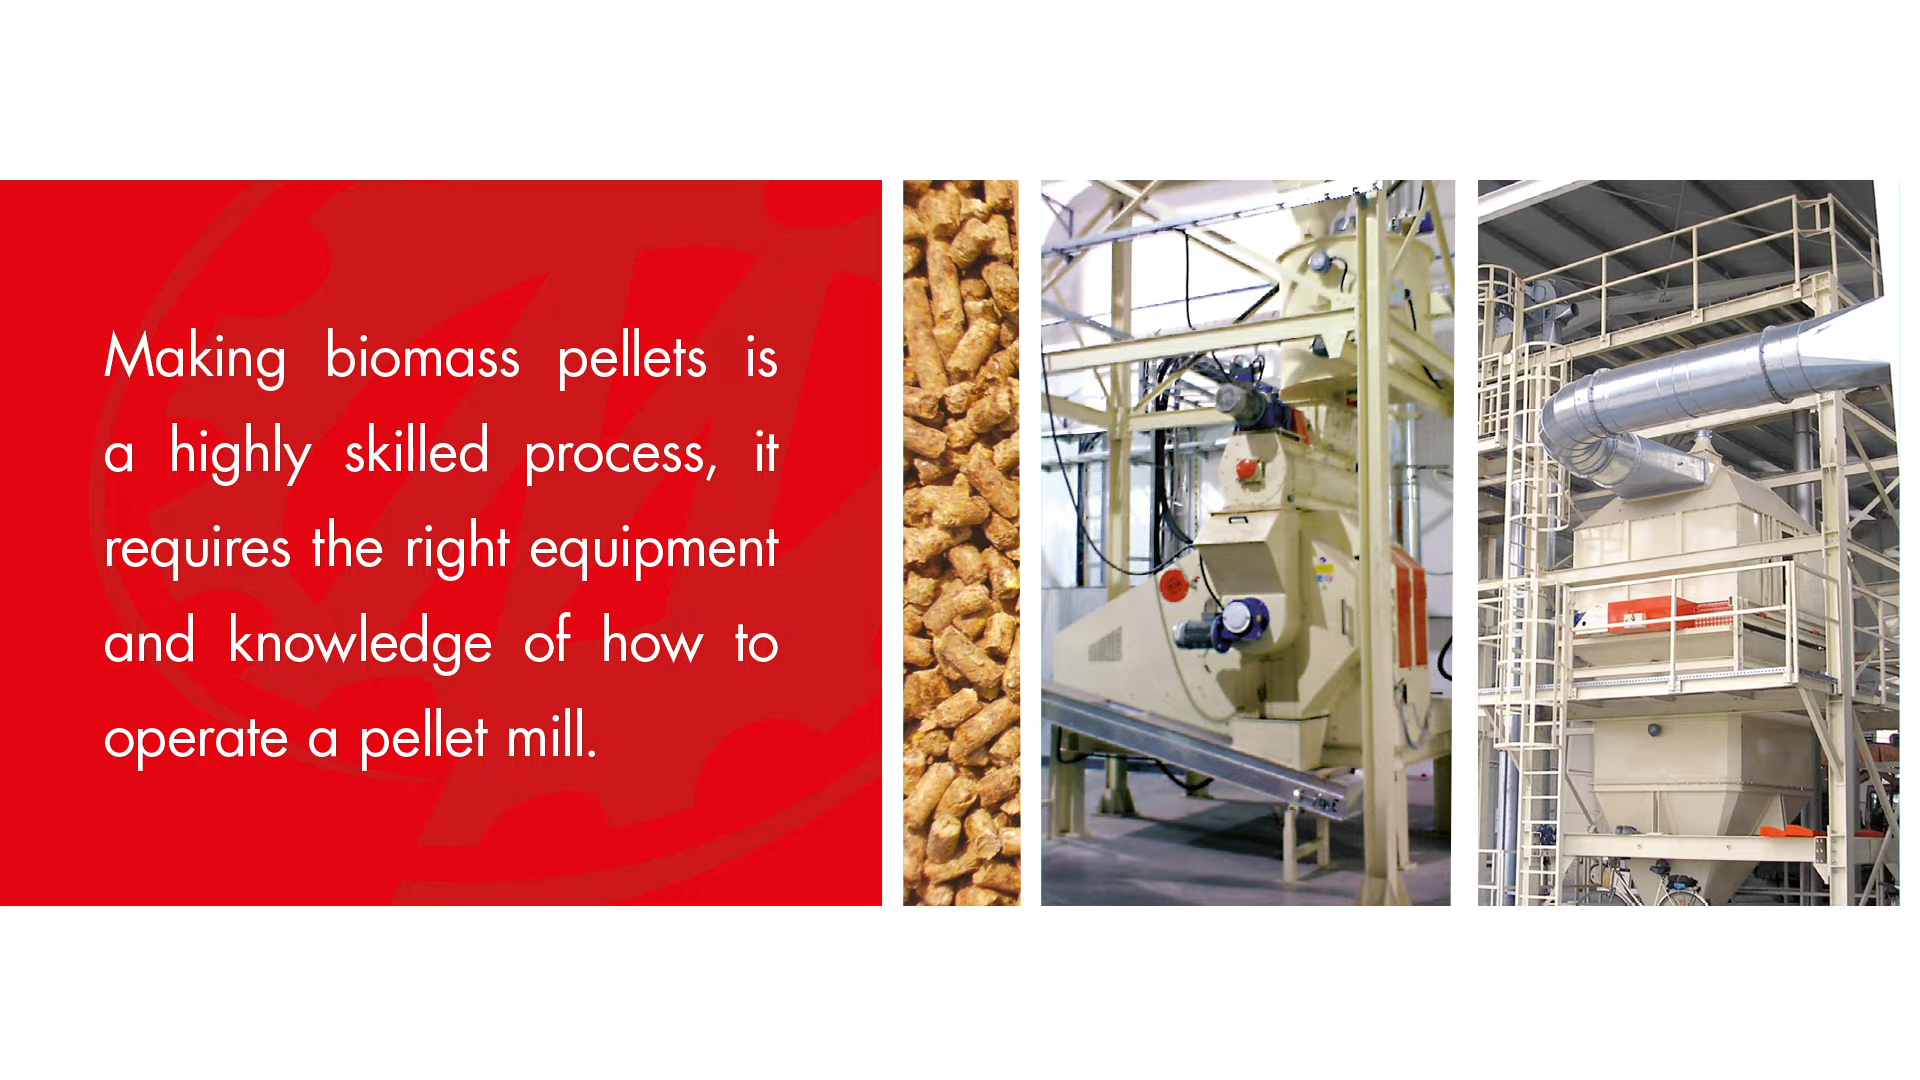 Making biomass pellets is
a highly skilled process, it
requires the right equipment
and knowledge of how to
operate a pellet mill.